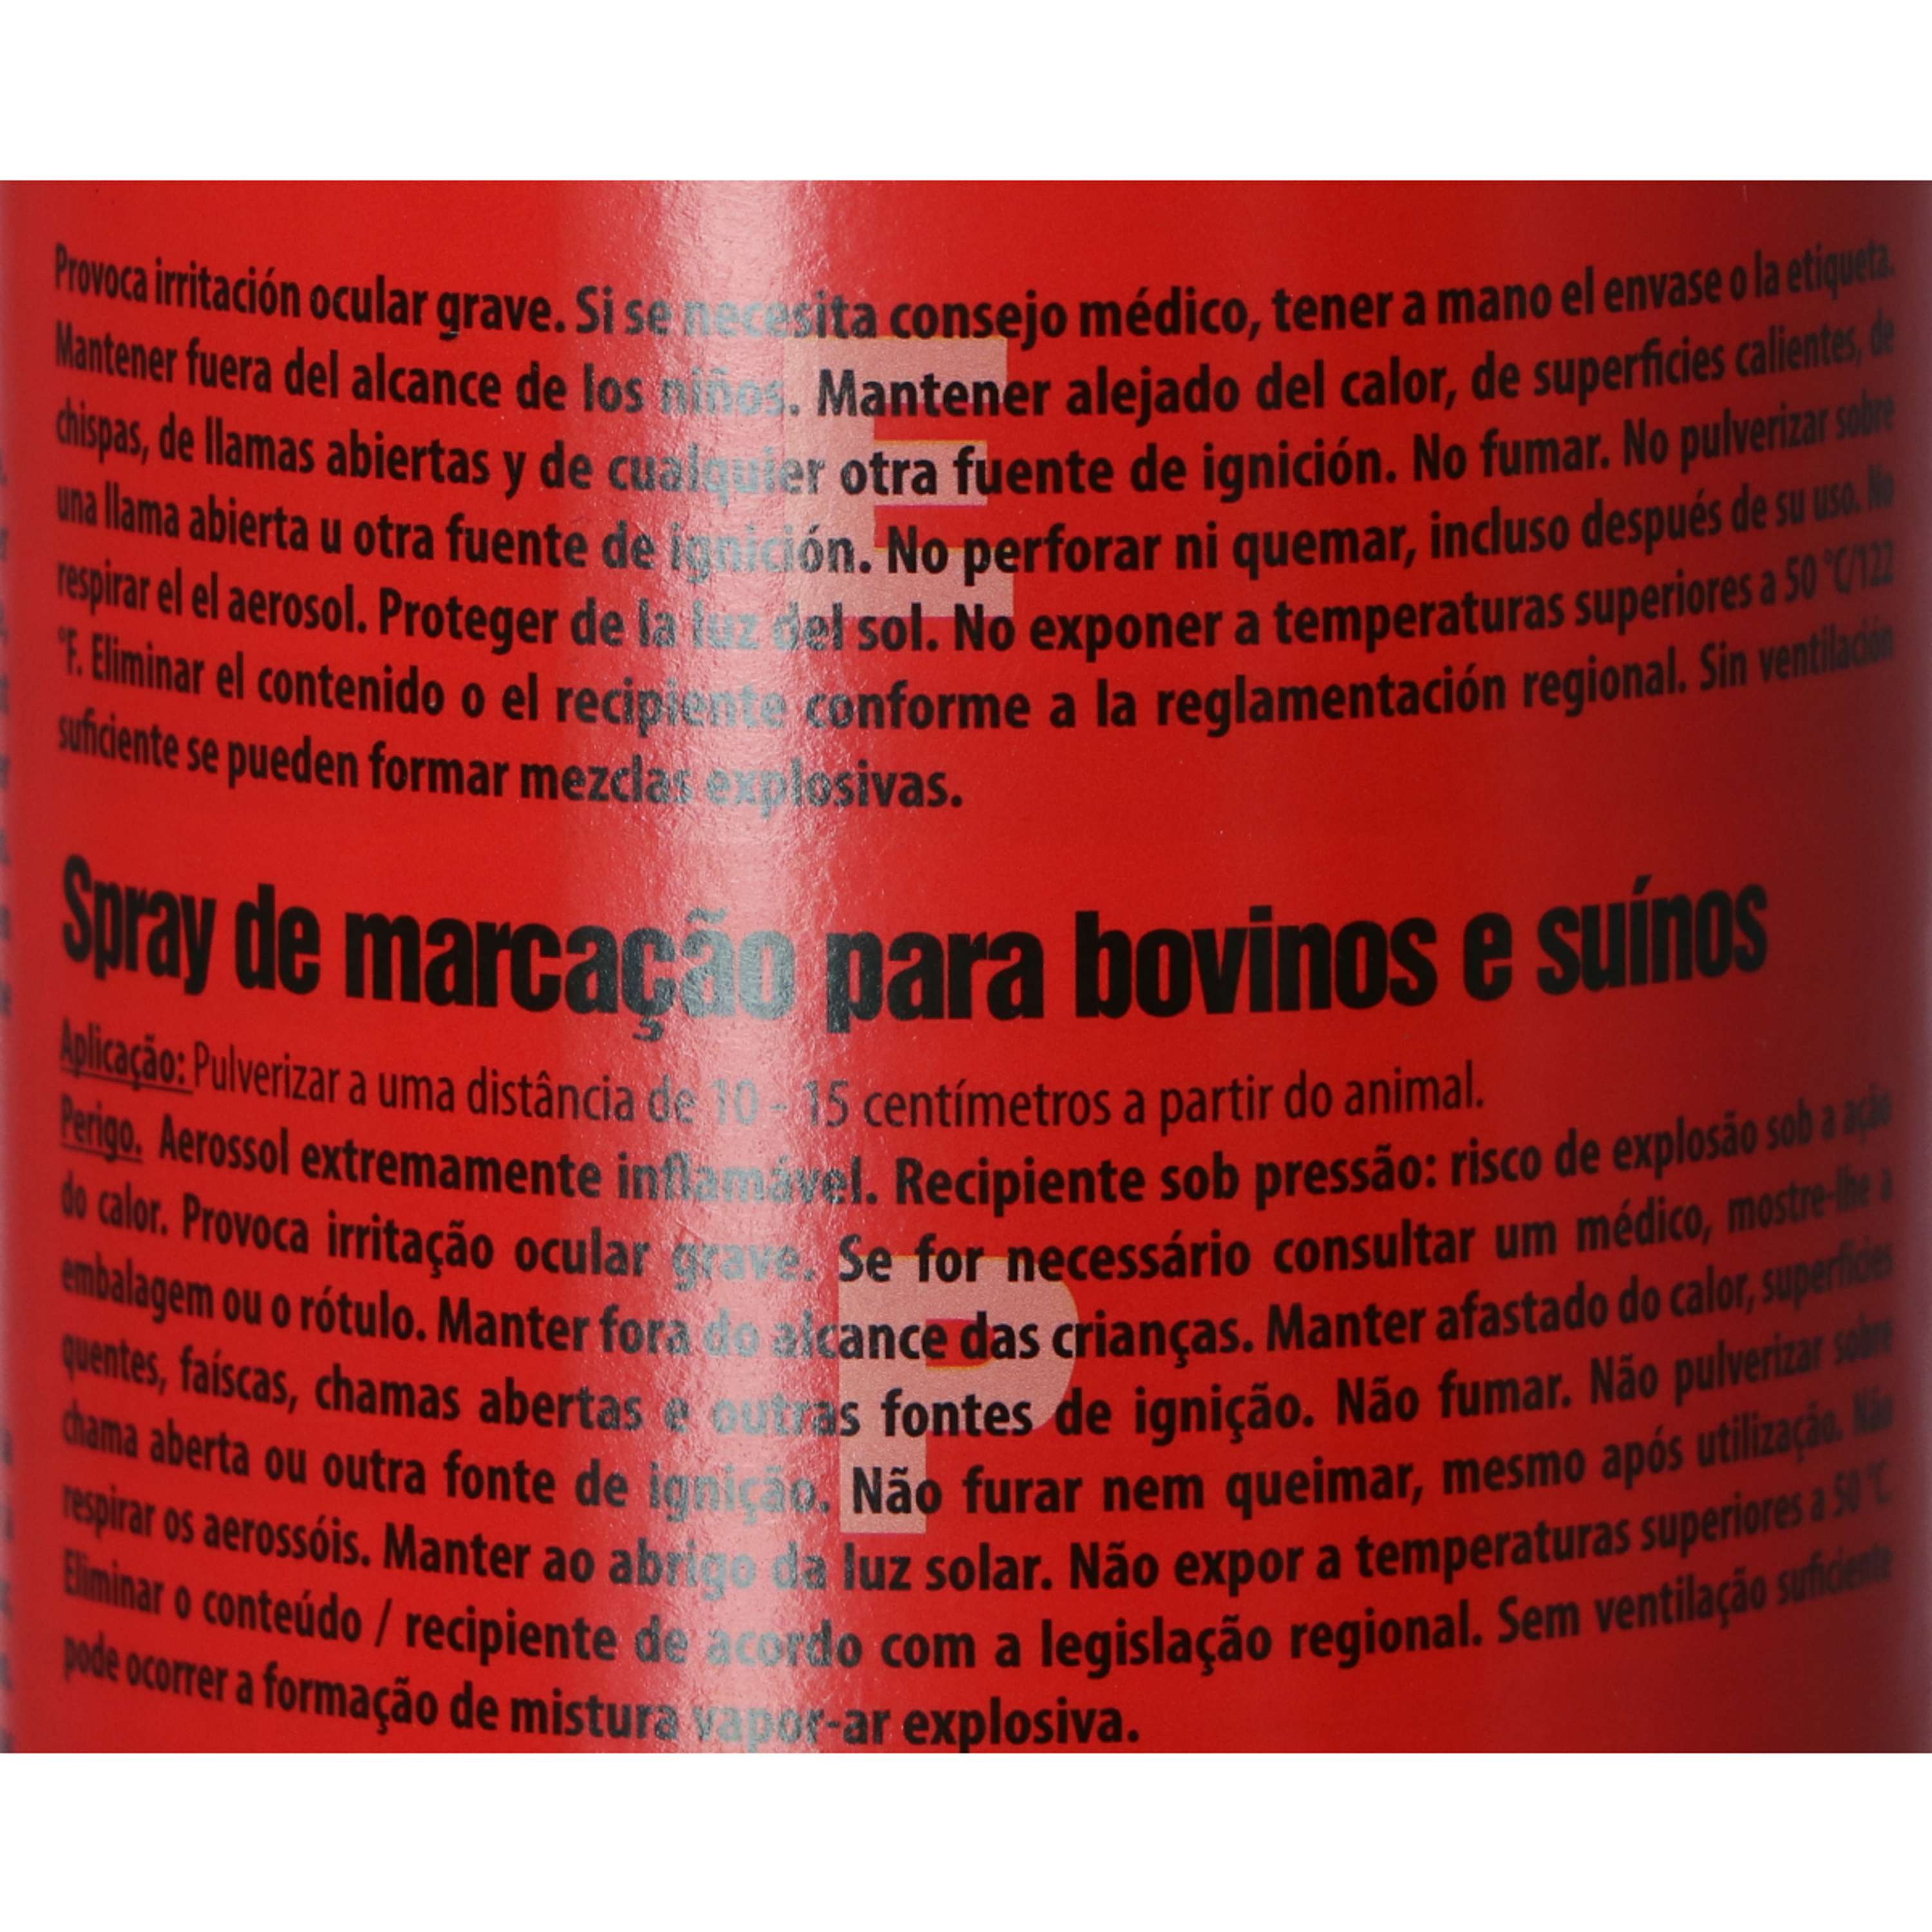 Provoca irritación ocular grave. Si se necesita consejo médico, tener a mano el envase o la etiqueta.
Mantener fuera del alcance de los niños. Mantener alejado del calor, de superficies calientes, de
chispas, de llamas abiertas y de cualquier otra fuente de ignición. No fumar. No pulverizar sobre
una llama abierta u otra fuente de ignición. No perforar ni quemar, incluso después de su uso. No
respirar el el aerosol. Proteger de la luz del sol. No exponer a temperaturas superiores a 50 °C/122
°F. Eliminar el contenido o el recipiente conforme a la reglamentación regional. Sin ventilación
suficiente se pueden formar mezclas explosivas.
E
Spray de marcação para bovinos e suínos
Aplicação: Pulverizar a uma distância de 10 - 15 centímetros a partir do animal.
Perigo. Aerossol extremamente inflamável. Recipiente sob pressão: risco de explosão sob a ação
do calor. Provoca irritação ocular grave. Se for necessário consultar um médico, mostre-lhe a
embalagem ou o rótulo. Manter fora do alcance das crianças. Manter afastado do calor, superfícies
quentes, faíscas, chamas abertas e outras fontes de ignição. Não fumar. Não pulverizar sobre
chama aberta ou outra fonte de ignição. Não furar nem queimar, mesmo após utilização. Não
respirar os aerossóis. Manter ao abrigo da luz solar. Não expor a temperaturas superiores a 50 °C
Eliminar o conteúdo / recipiente de acordo com a legislação regional. Sem ventilação suficiente
pode ocorrer a formação de mistura vapor-ar explosiva.
P